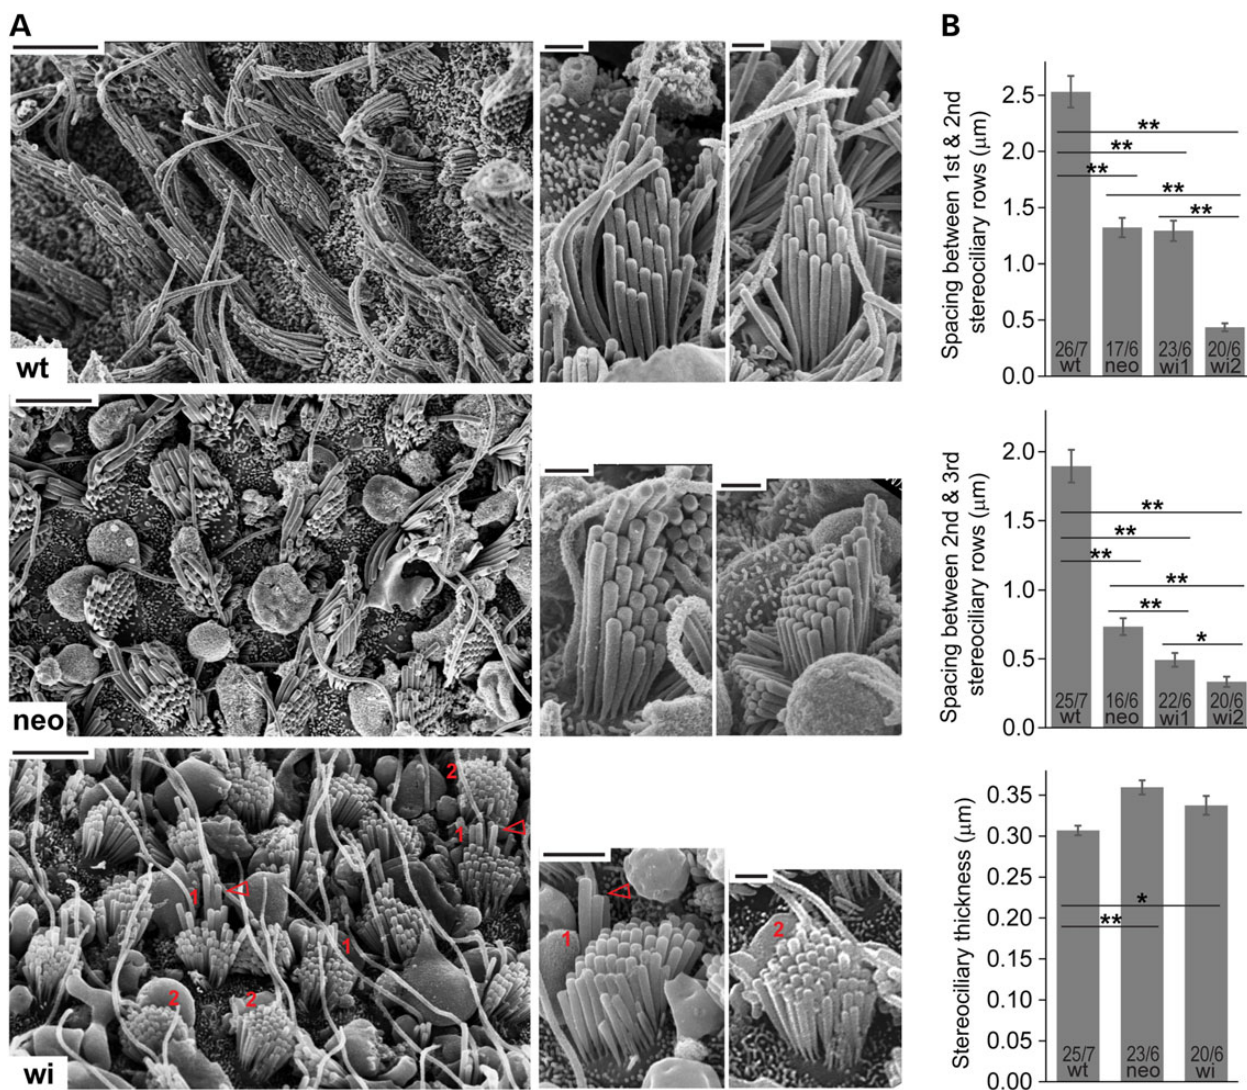 A
wt
neo
2
1
1
1
2
2
wi
1
2
B
Spacing between 1st & 2nd
stereociliary rows (μm)
2.5
2.0
1.5
1.0
0.5
0.0
**
**
**
**
**
26/7
wt
17/6
neo
23/6
wi1
20/6
wi2
Spacing between 2nd & 3rd
stereociliary rows (μm)
2.0
1.5
1.0
0.5
0.0
**
**
**
**
**
*
25/7
wt
16/6
neo
22/6
wi1
20/6
wi2
Stereociliary thickness (μm)
0.35
0.30
0.25
0.20
0.15
0.10
0.05
0.00
*
**
25/7
wt
23/6
neo
20/6
wi